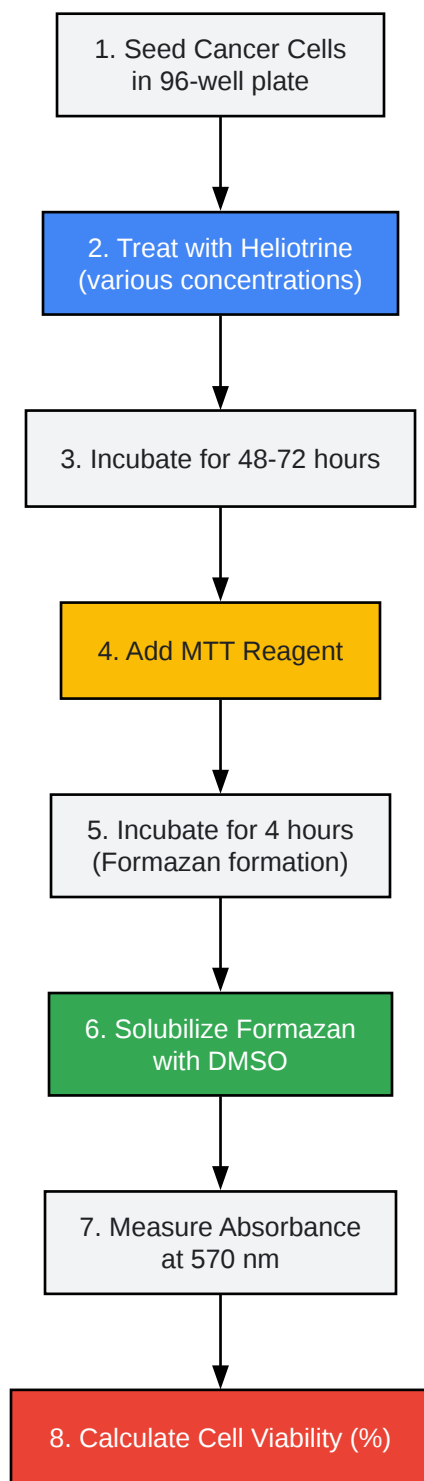 1. Seed Cancer Cells
in 96-well plate
2. Treat with Heliotrine
(various concentrations)
3. Incubate for 48-72 hours
4. Add MTT Reagent
5. Incubate for 4 hours
(Formazan formation)
6. Solubilize Formazan
with DMSO
7. Measure Absorbance
at 570 nm
8. Calculate Cell Viability (%)